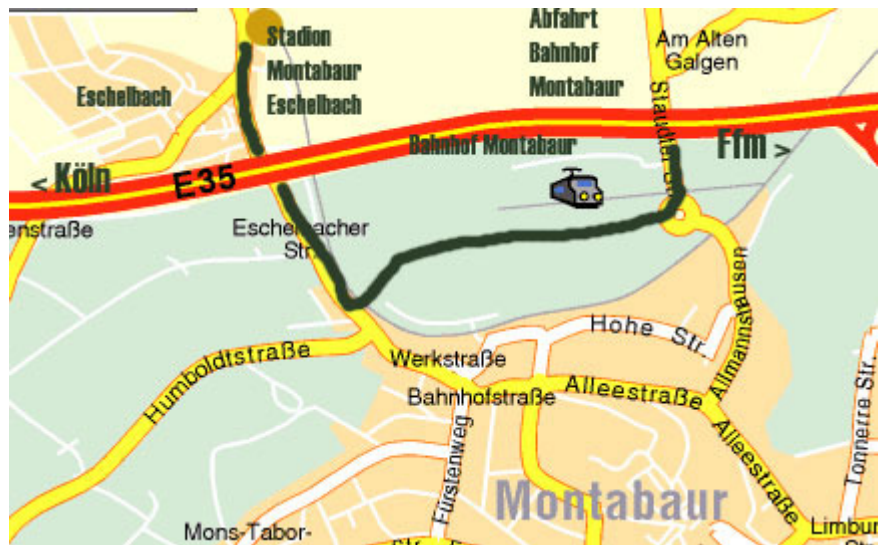 Stadion
Montabaur
Eschelbach
Abfahrt
Bahnhof
Montabaur
Am Alten
Galgen
Eschelbach
Bahnhof Montabaur
Ffm >
< Köln
E35
enstraße
Eschelbacher
Str.
Hohe Str.
Humboldtstraße
Werkstraße
Bahnhofstraße
Alleestraße
Allmannshausen
Alleestraße
Tonnerre Str.
Fürstenweg
Montabaur
Mons-Tabor-
Limbur